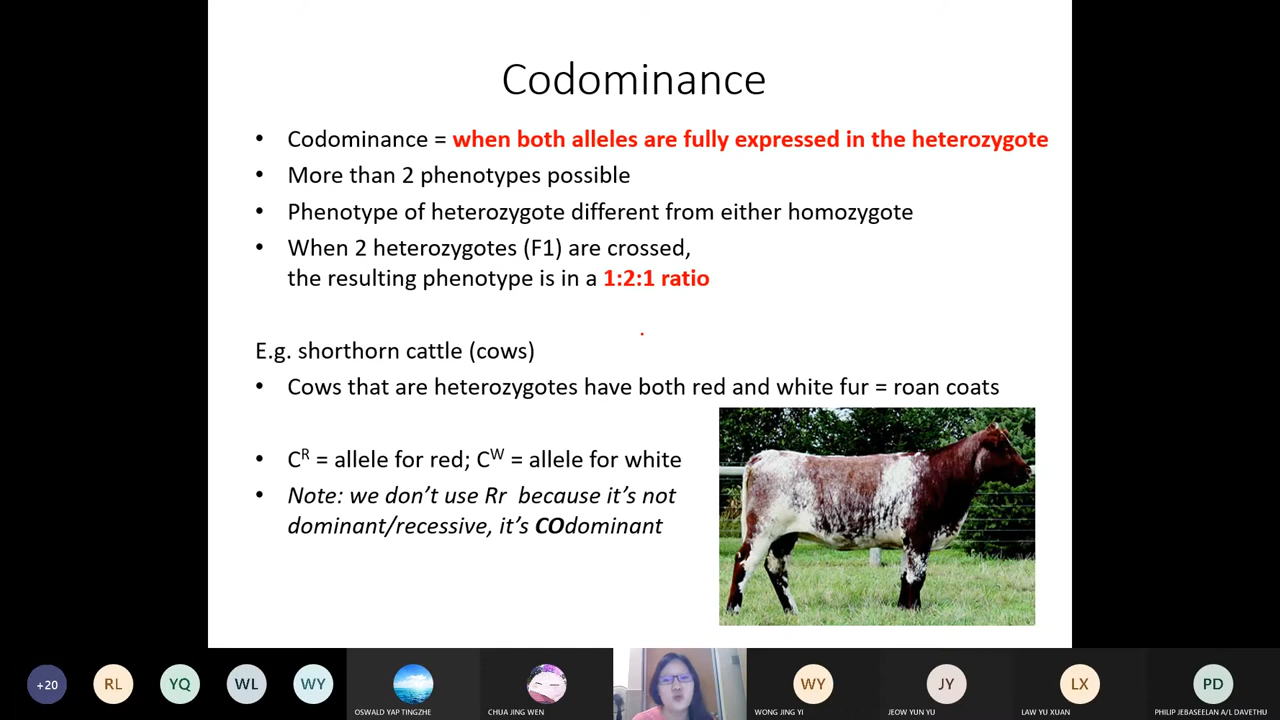 Codominance
• Codominance = when both alleles are fully expressed in the heterozygote
• More than 2 phenotypes possible
• Phenotype of heterozygote different from either homozygote
• When 2 heterozygotes (F1) are crossed,
the resulting phenotype is in a 1:2:1 ratio
E.g. shorthorn cattle (cows)
• Cows that are heterozygotes have both red and white fur = roan coats
• Cᴿ = allele for red; Cᵂ = allele for white
• Note: we don't use Rr because it's not
dominant/recessive, it's COdominant
+20 RL YQ WL WY WY JY LX PD
OSWALD YAP TINGZHE CHUA JING WEN WONG JING YI JEOW YUN YU LAW YU XUAN PHILIP JEBASEELAN A/L DAVETHU